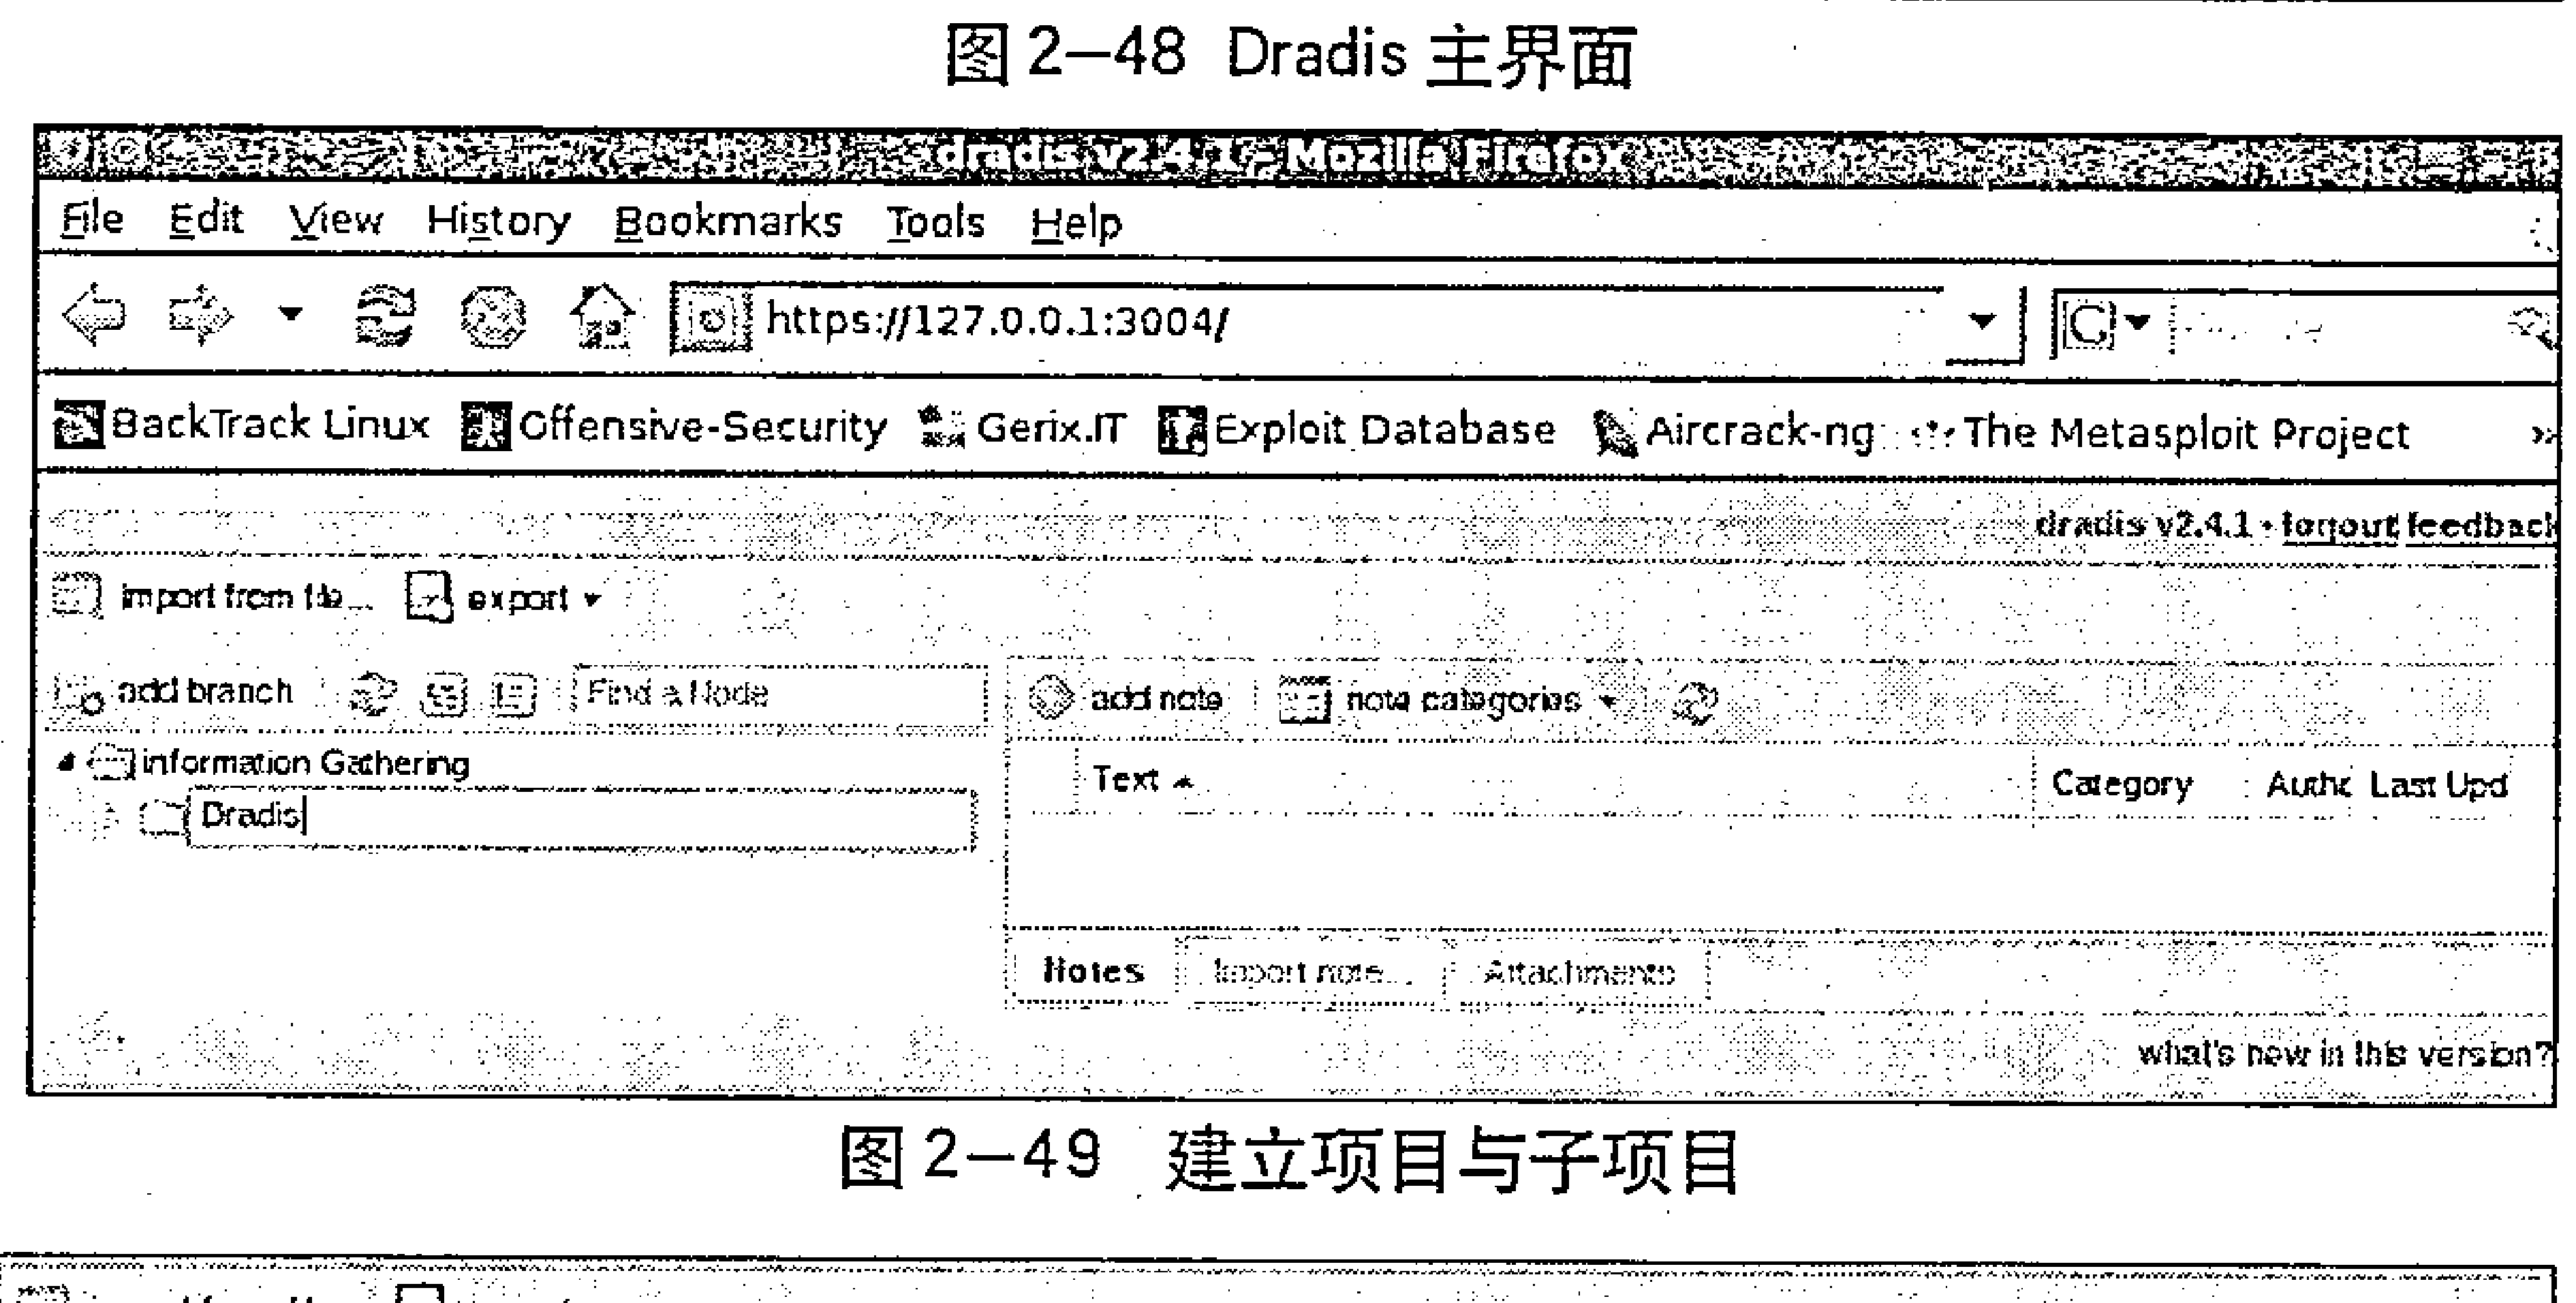 图 2—48 Dradis 主界面
dradis v2.4.1 - Mozilla Firefox
File Edit View History Bookmarks Tools Help
https://127.0.0.1:3004/
BackTrack Linux Offensive-Security Gerix.IT Exploit Database Aircrack-ng The Metasploit Project »
dradis v2.4.1 · logout feedback
import from file... export
add branch Find a Node add note note categories
information Gathering
Text Category Autho Last Upd
Dradis
Notes Import note... Attachments
what's new in this version?
图 2—49 建立项目与子项目